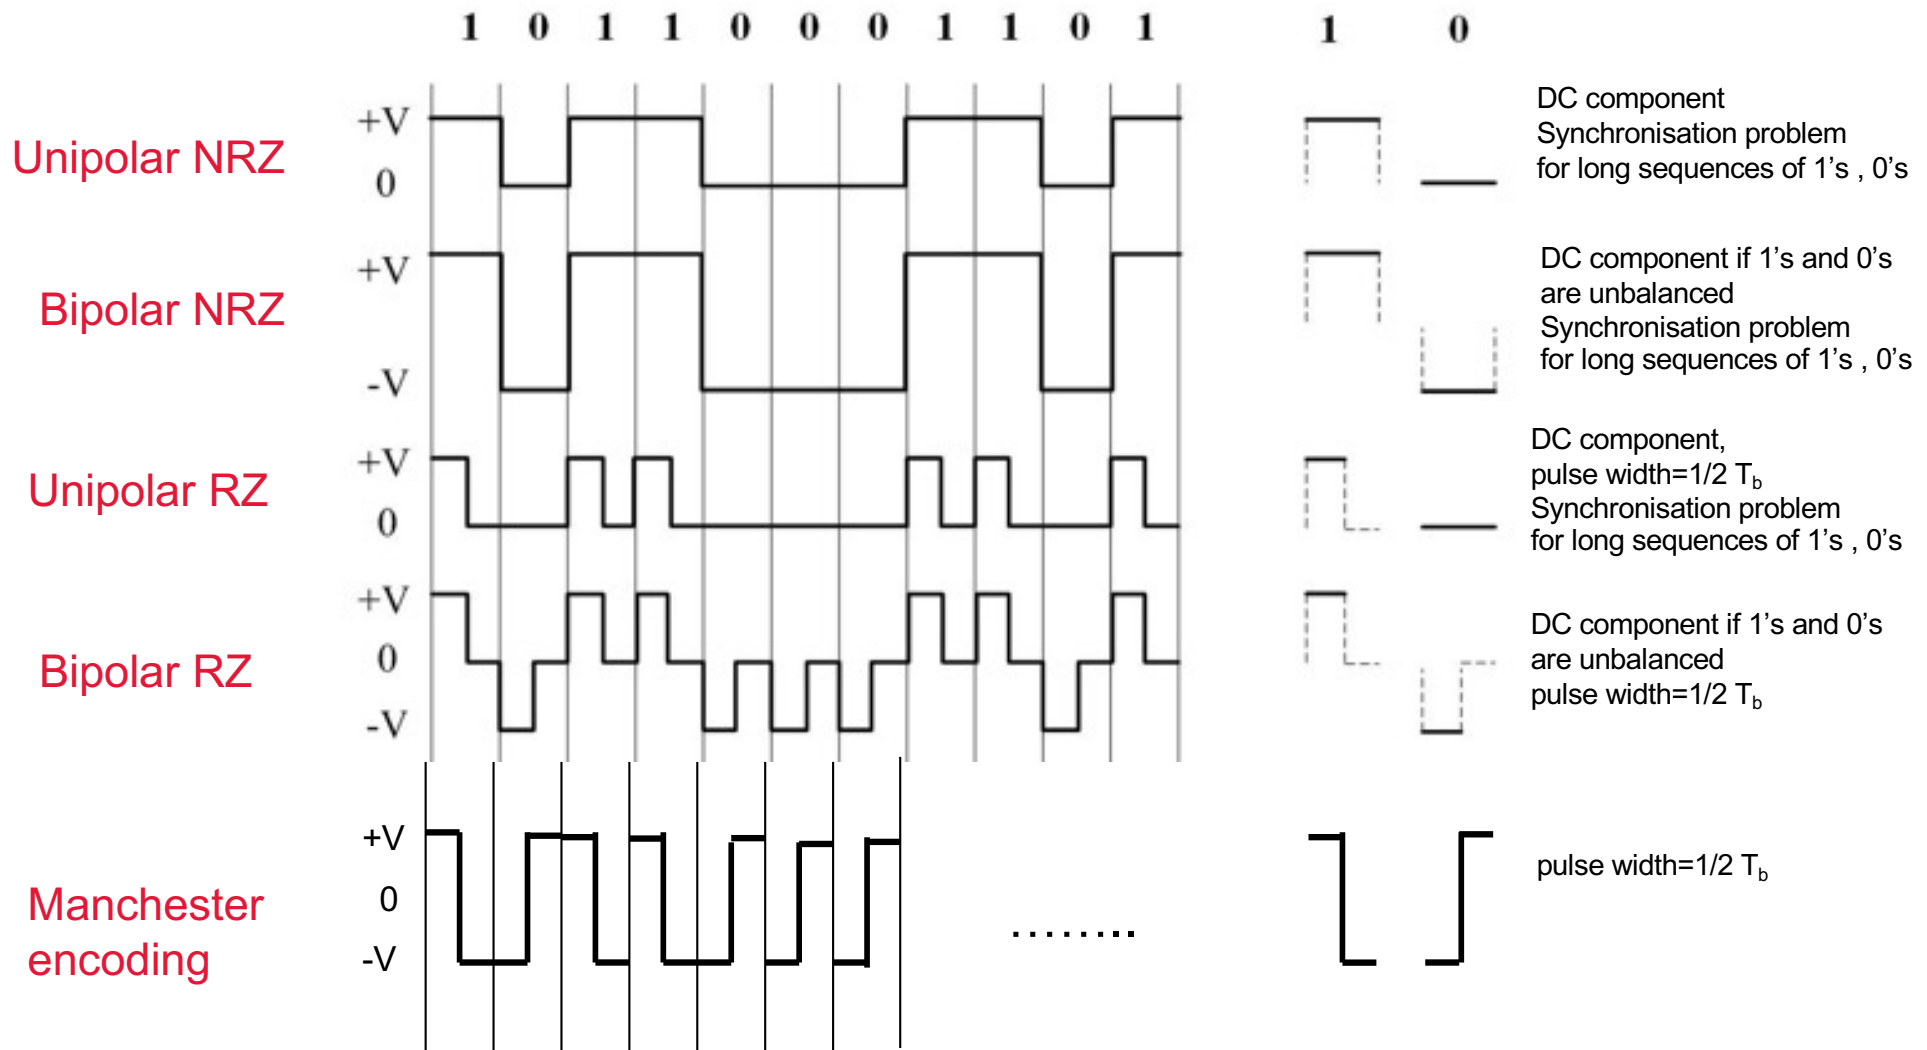 1 0 1 1 0 0 0 1 1 0 1 1 0
Unipolar NRZ
+V
0
DC component
Synchronisation problem
for long sequences of 1's , 0's
Bipolar NRZ
+V
-V
DC component if 1's and 0's
are unbalanced
Synchronisation problem
for long sequences of 1's , 0's
Unipolar RZ
+V
0
DC component,
pulse width=1/2 Tb
Synchronisation problem
for long sequences of 1's , 0's
Bipolar RZ
+V
0
-V
DC component if 1's and 0's
are unbalanced
pulse width=1/2 Tb
Manchester
encoding
+V
0
-V
........
pulse width=1/2 Tb